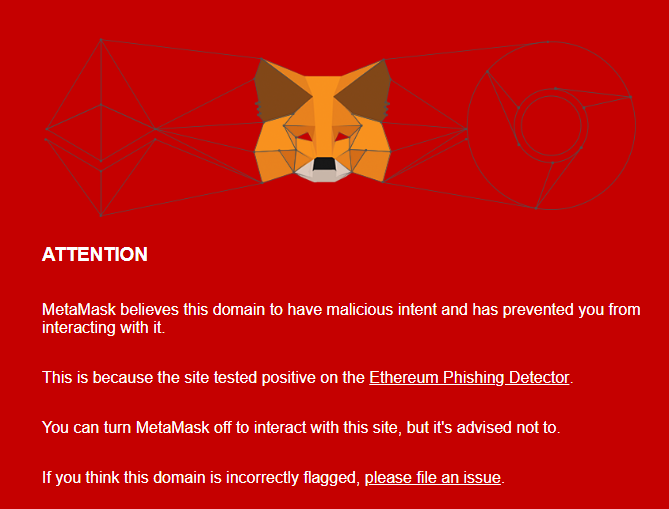 ATTENTION
MetaMask believes this domain to have malicious intent and has prevented you from
interacting with it.
This is because the site tested positive on the Ethereum Phishing Detector.
You can turn MetaMask off to interact with this site, but it's advised not to.
If you think this domain is incorrectly flagged, please file an issue.